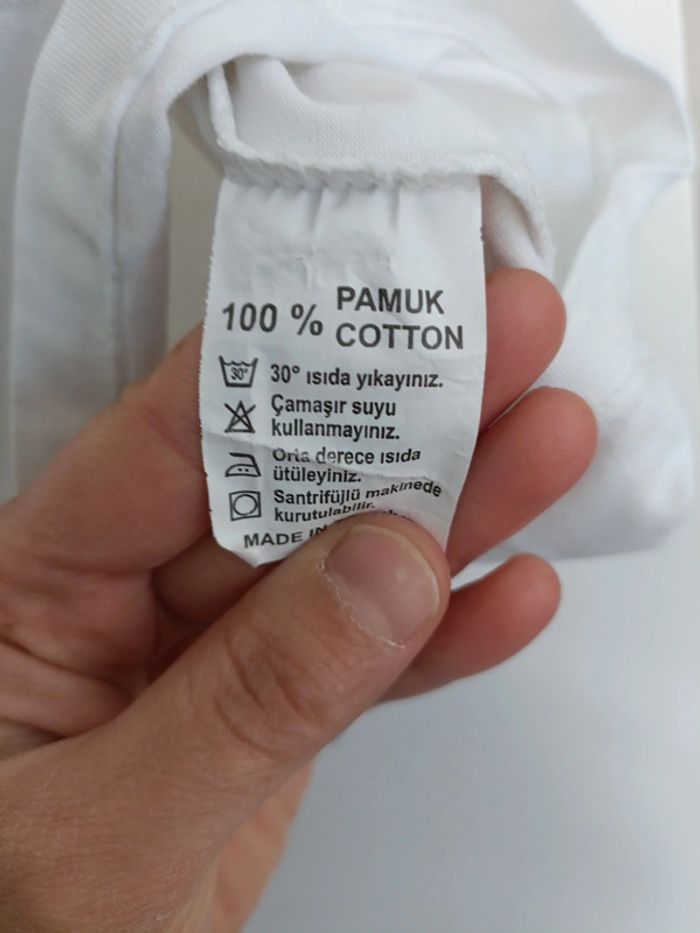 100 % PAMUK
COTTON
30° 30° ısıda yıkayınız.
Çamaşır suyu
kullanmayınız.
Orta derece ısıda
ütüleyiniz.
Santrifüjlü makinede
kurutulabilir.
MADE IN